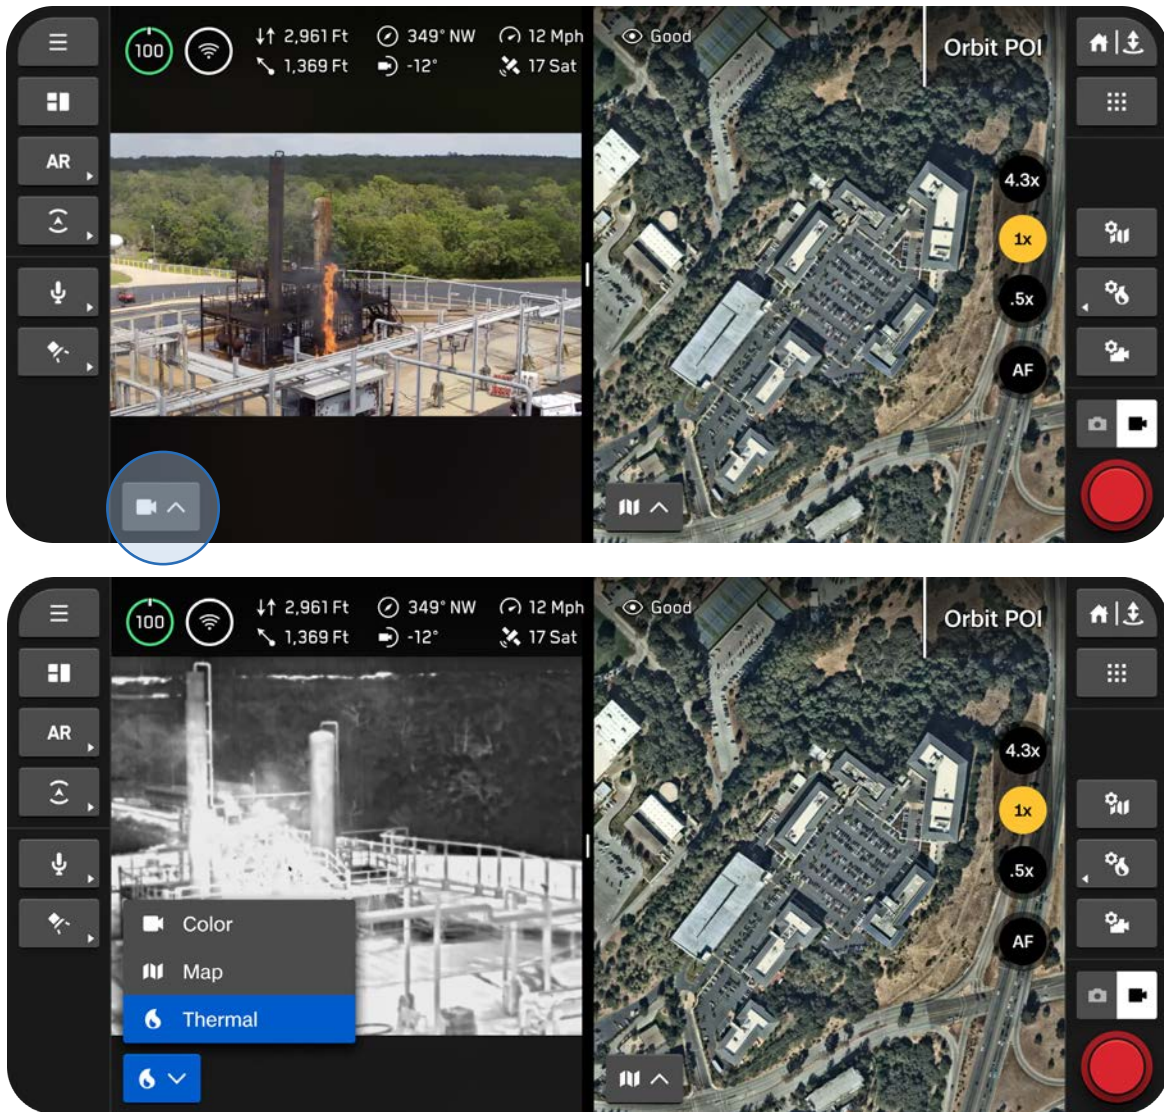 100
↓↑ 2,961 Ft
349° NW
12 Mph
Good
Orbit POI
1,369 Ft
-12°
17 Sat
AR
4.3x
1x
.5x
AF
100
↓↑ 2,961 Ft
349° NW
12 Mph
Good
Orbit POI
1,369 Ft
-12°
17 Sat
AR
4.3x
1x
.5x
AF
Color
Map
Thermal